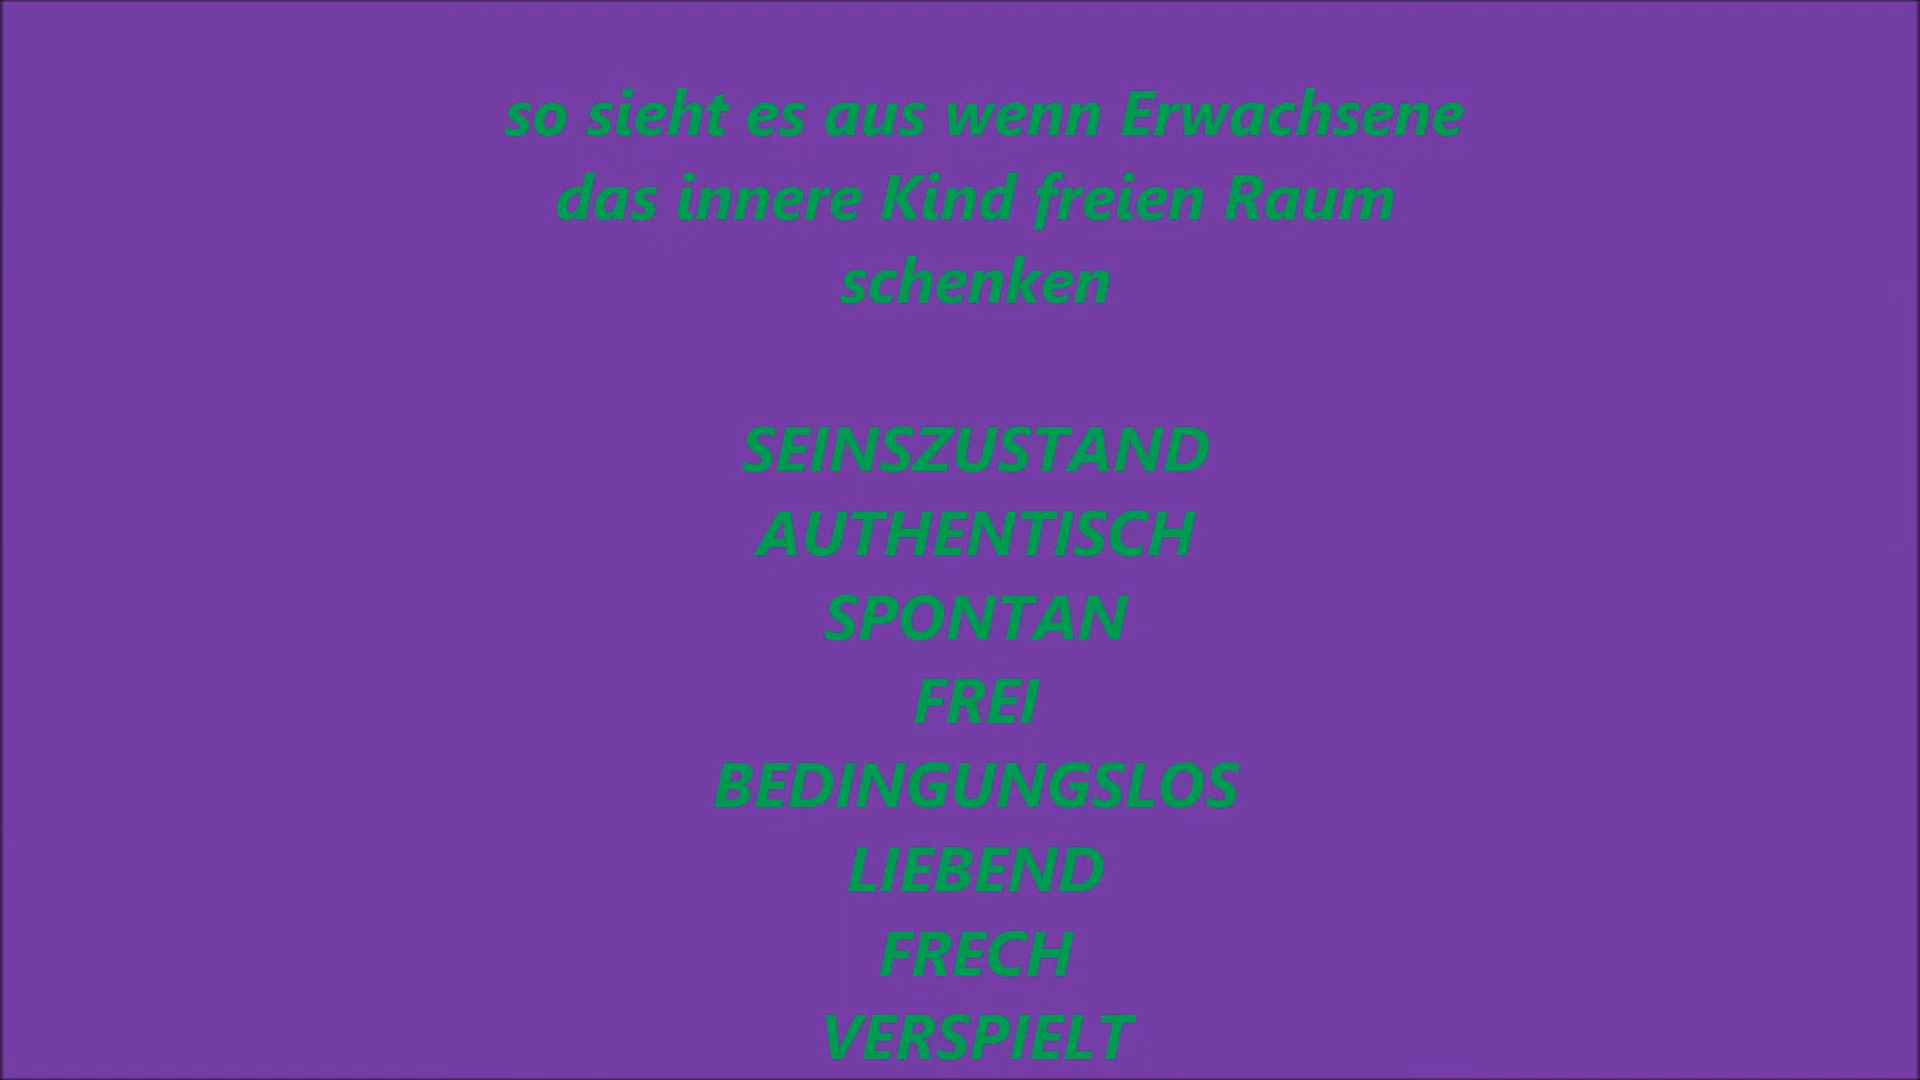 so sieht es aus wenn Erwachsene
das innere Kind freien Raum
schenken
SEINSZUSTAND
AUTHENTISCH
SPONTAN
FREI
BEDINGUNGSLOS
LIEBEND
FRECH
VERSPIELT